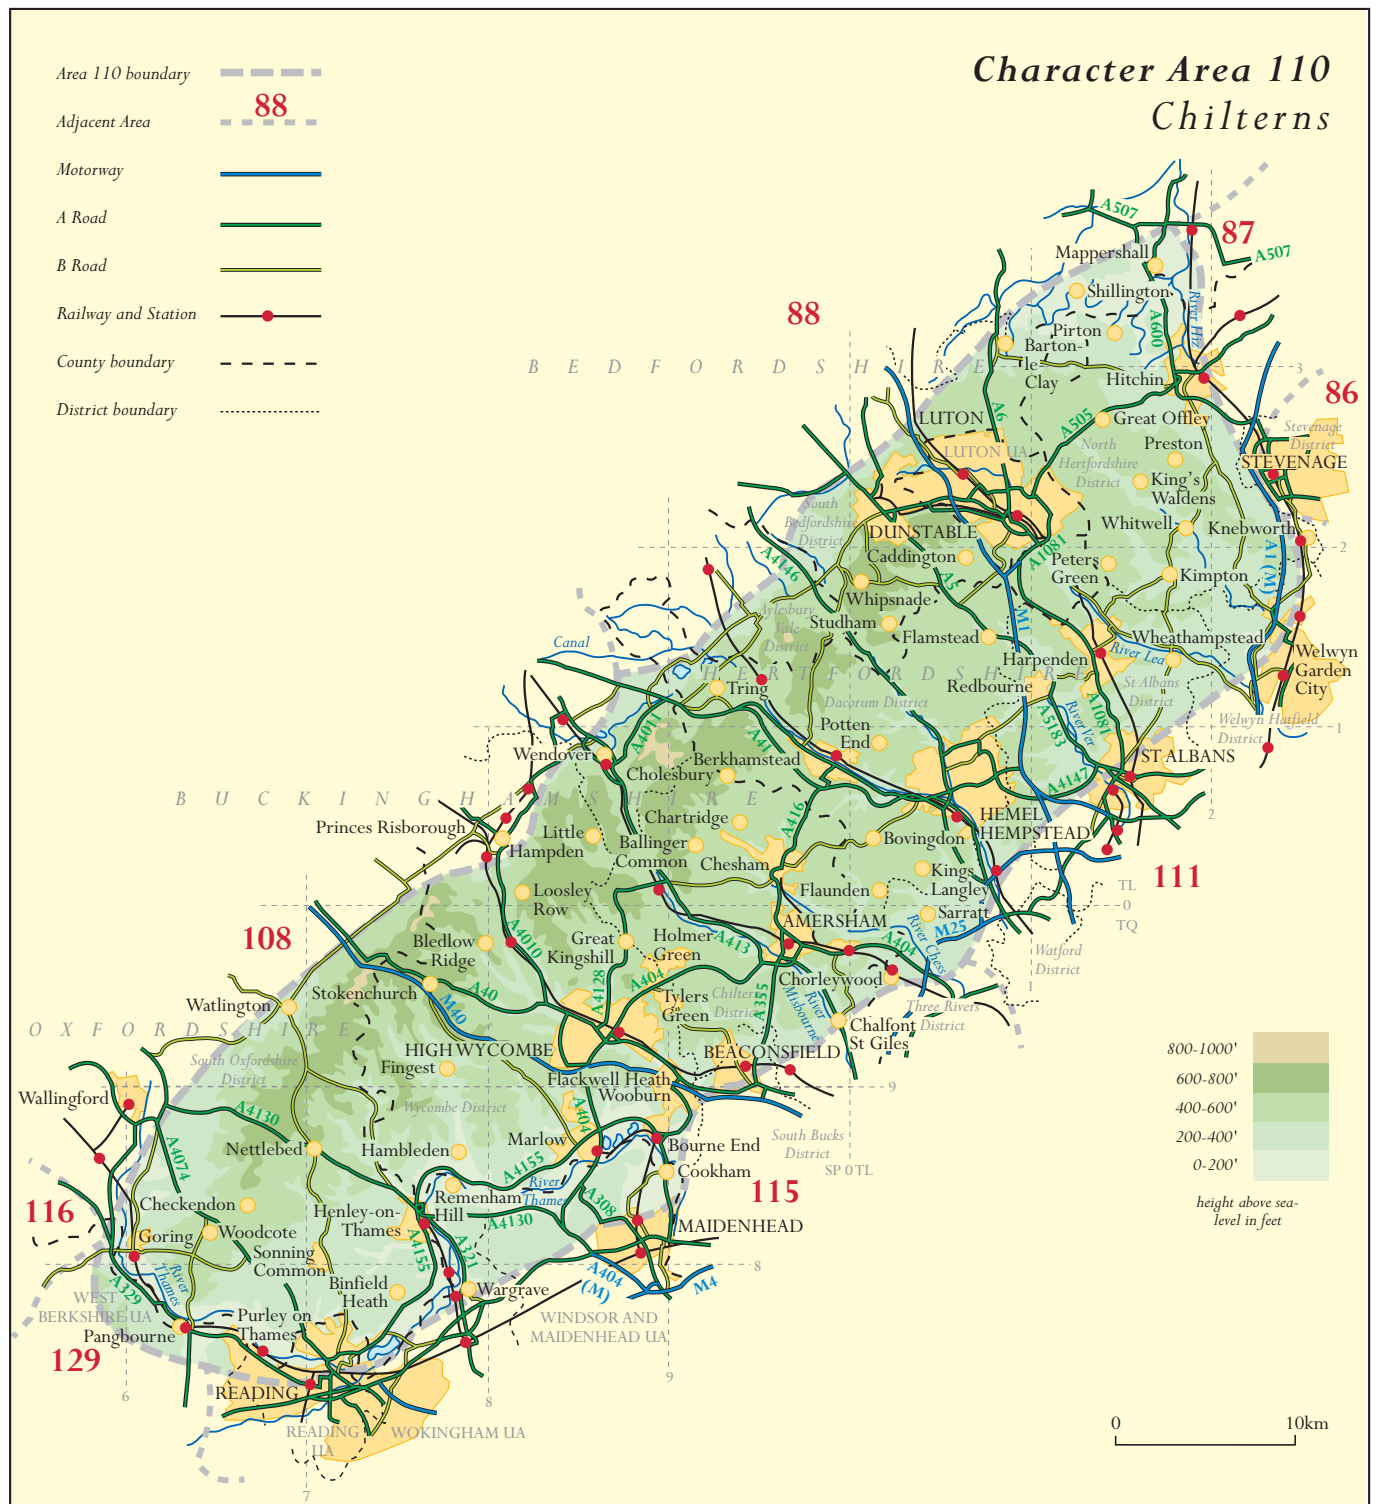 Character Area 110
Chilterns
Area 110 boundary
88
Adjacent Area
Motorway
A Road
B Road
Railway and Station
County boundary
District boundary
A507
87
A507
Mappershall
Shillington
River Hiz
88
A600
Pirton
Barton-
le
Clay
BEDFORDSHIRE
3
Hitchin
86
LUTON
A6
A505
Great Offley
Stevenage
District
LUTON UA
North
Hertfordshire
District
Preston
STEVENAGE
King's
Waldens
South
Bedfordshire
District
Whitwell
Knebworth
DUNSTABLE
A1081
2
A4146
Caddington
Peters
Green
A1 (M)
A5
Kimpton
Whipsnade
Aylesbury
Vale
District
Studham
M1
Flamstead
Wheathampstead
Canal
Harpenden
River Lea
Welwyn
Garden
City
HERTFORDSHIRE
Tring
Redbourne
St Albans
District
Dacorum District
A1081
A4011
A41
Potten
End
A5183
River Ver
Welwyn Hatfield
District
1
Wendover
Berkhamstead
ST ALBANS
Cholesbury
A4147
BUCKINGHAMSHIRE
A416
2
Princes Risborough
Little
Hampden
Chartridge
HEMEL
HEMPSTEAD
Ballinger
Common
Bovingdon
Chesham
Kings
Langley
111
Loosley
Row
Flaunden
TL
0
TQ
AMERSHAM
Sarratt
M25
108
Bledlow
Ridge
A4010
Great
Kingshill
Holmer
Green
A413
A404
River Chess
Watford
District
Stokenchurch
A40
A4128
A404
Chorleywood
1
Watlington
M40
Tylers
Green
Chiltern
District
A355
River
Misbourne
Three Rivers
District
OXFORDSHIRE
Chalfont
St Giles
South Oxfordshire
District
HIGH WYCOMBE
BEACONSFIELD
800-1000'
Fingest
Flackwell Heath
600-800'
9
Wallingford
Wooburn
400-600'
A4130
Wycombe District
A404
200-400'
A4074
Nettlebed
Hambleden
Marlow
Bourne End
South Bucks
District
0-200'
A4155
Cookham
SP 0 TL
116
Checkendon
Remenham
Hill
River
Thames
A308
115
height above sea-
level in feet
Henley-on-
Thames
A4130
MAIDENHEAD
Goring
Woodcote
Sonning
Common
A4155
A321
8
River
Thames
A329
Binfield
Heath
Wargrave
A404
(M)
M4
WEST
BERKSHIRE UA
Purley on
Thames
WINDSOR AND
MAIDENHEAD UA
Pangbourne
129
6
READING
8
9
0
10km
READING
UA
WOKINGHAM UA
7